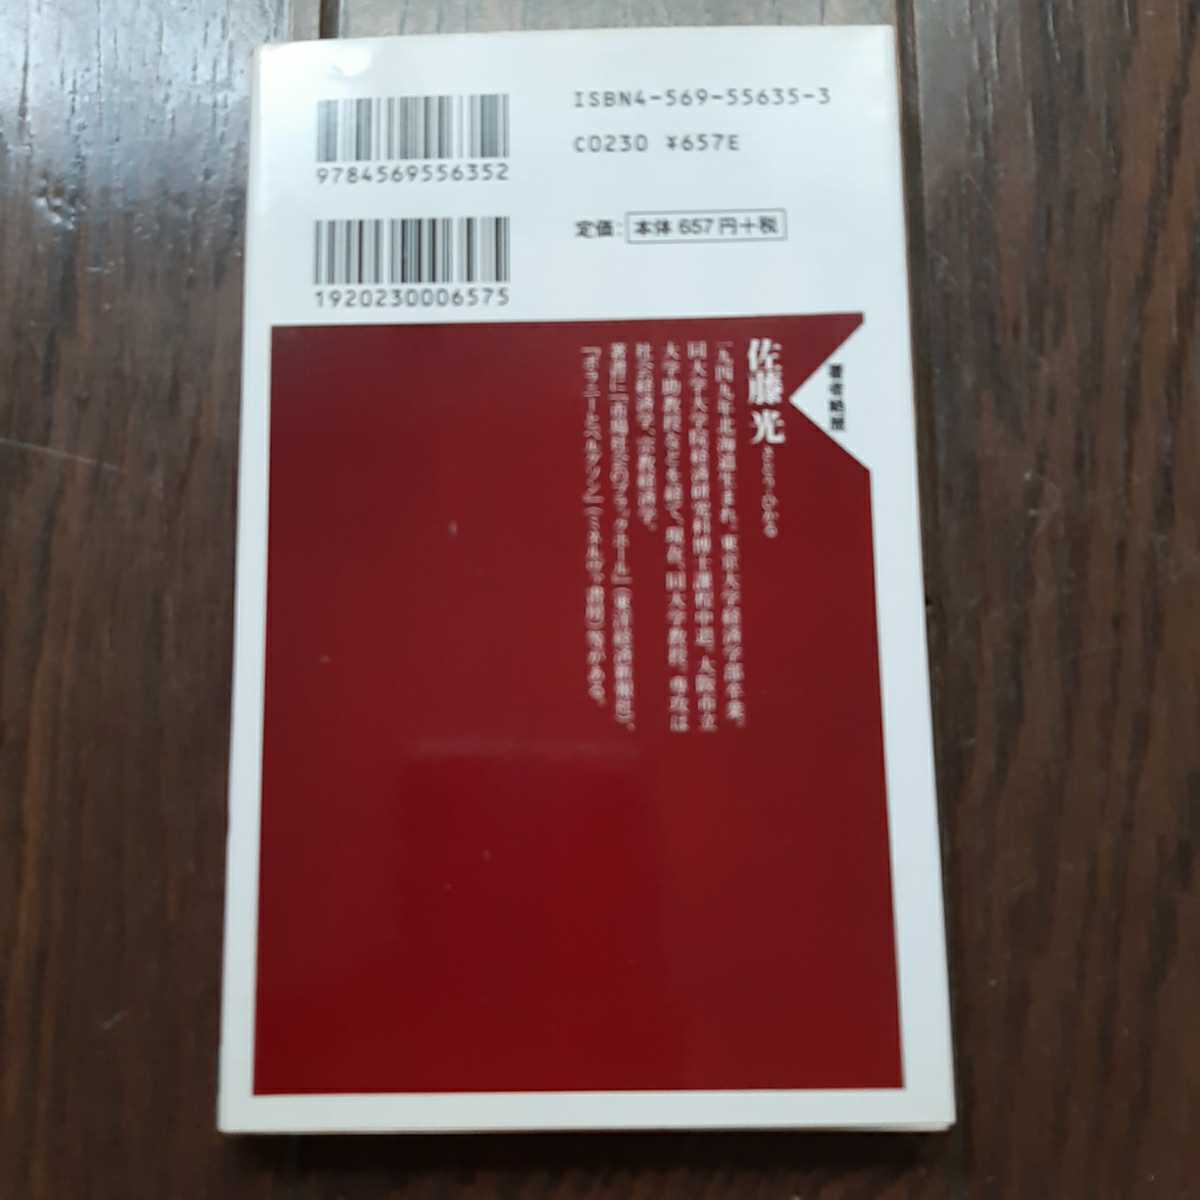 ISBN4-569-55635-3
C0230 ¥657E
9784569556352
定価：本体 657円＋税
1920230006575
著者略歴
佐藤光 さとう・ひかる
一九四九年北海道生まれ。東京大学経済学部卒業。
同大学大学院経済研究科博士課程中退。大阪市立
大学助教授などを経て、現在、同大学教授。専攻は
社会経済学、宗教経済学。
著書に『市場社会のブラックホール』（東洋経済新報社）、
『ポラニーとベルグソン』（ミネルヴァ書房）等がある。